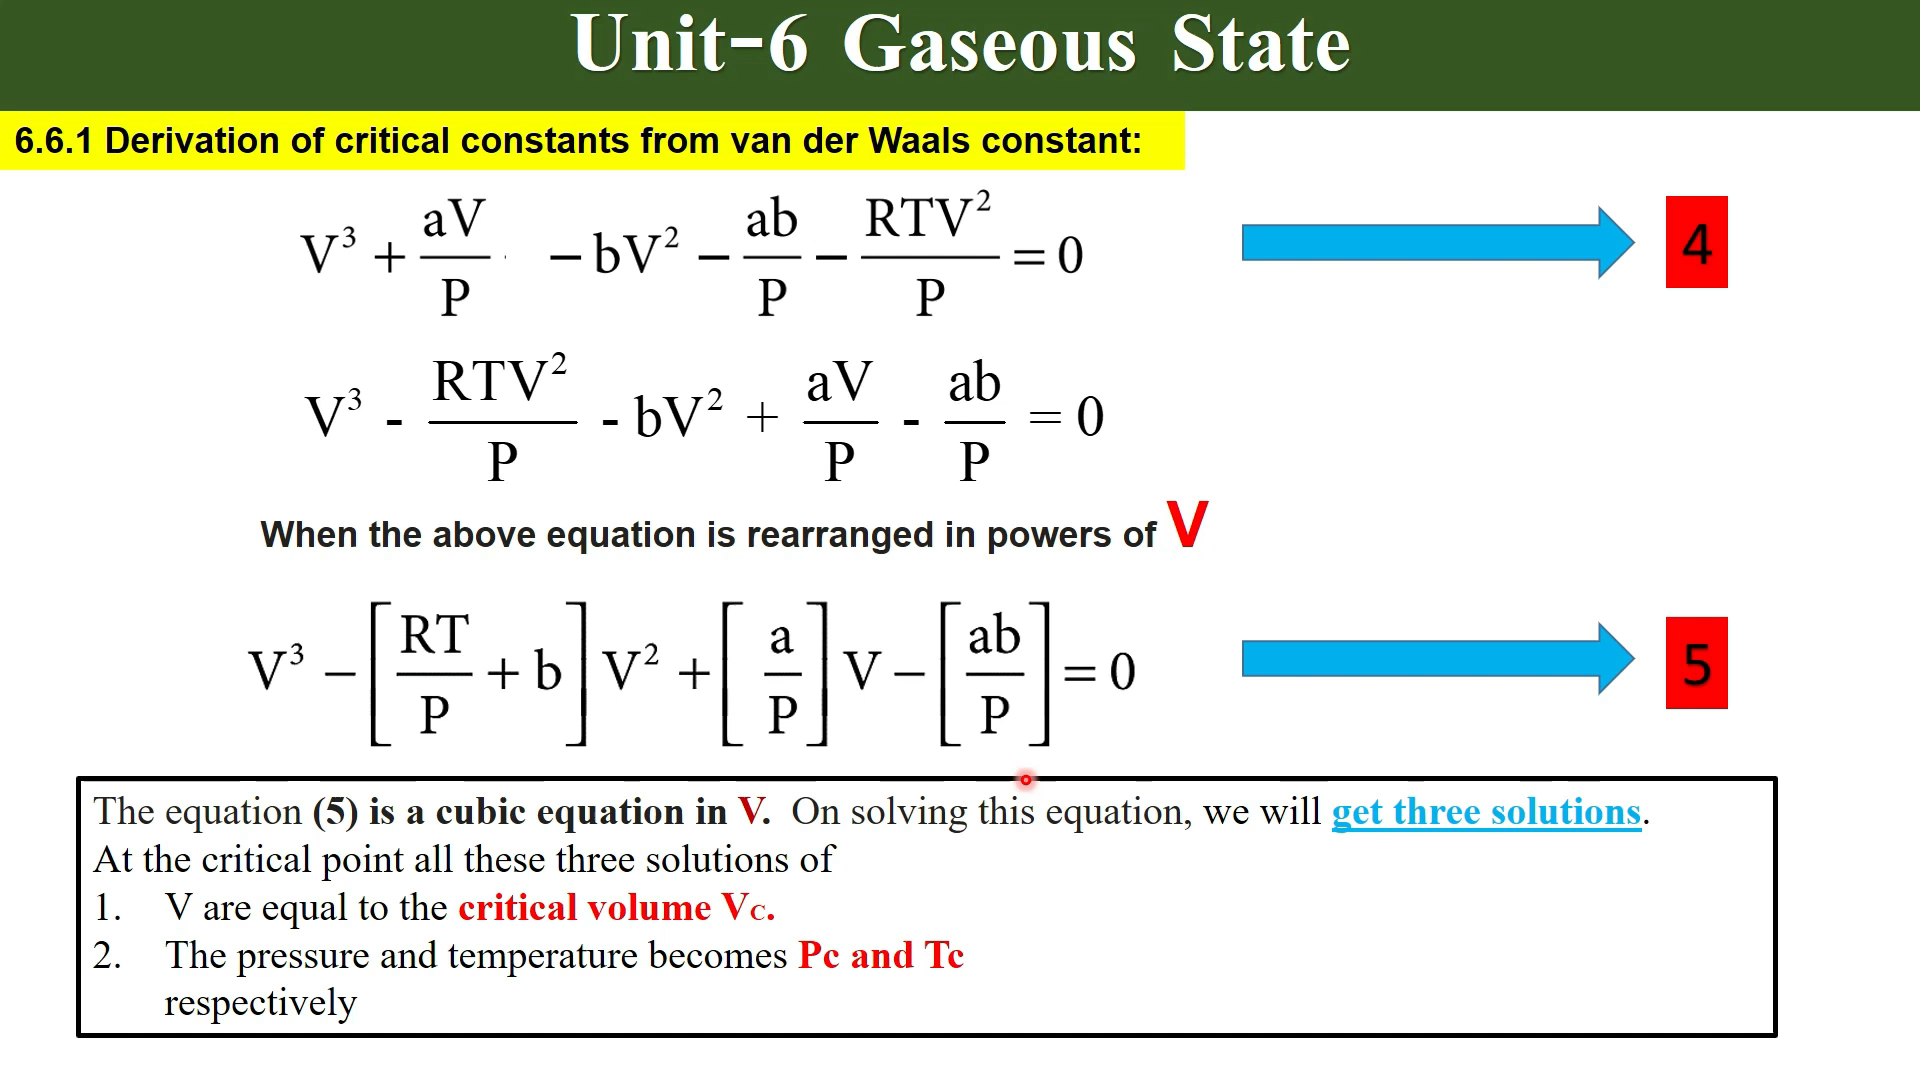 Unit-6 Gaseous State
6.6.1 Derivation of critical constants from van der Waals constant:
V³ + aV/P - bV² - ab/P - RTV²/P = 0
4
V³ - RTV²/P - bV² + aV/P - ab/P = 0
When the above equation is rearranged in powers of V
V³ − [RT/P + b] V² + [a/P] V − [ab/P] = 0
5
The equation (5) is a cubic equation in V. On solving this equation, we will get three solutions.
At the critical point all these three solutions of
1. V are equal to the critical volume Vc.
2. The pressure and temperature becomes Pc and Tc
respectively